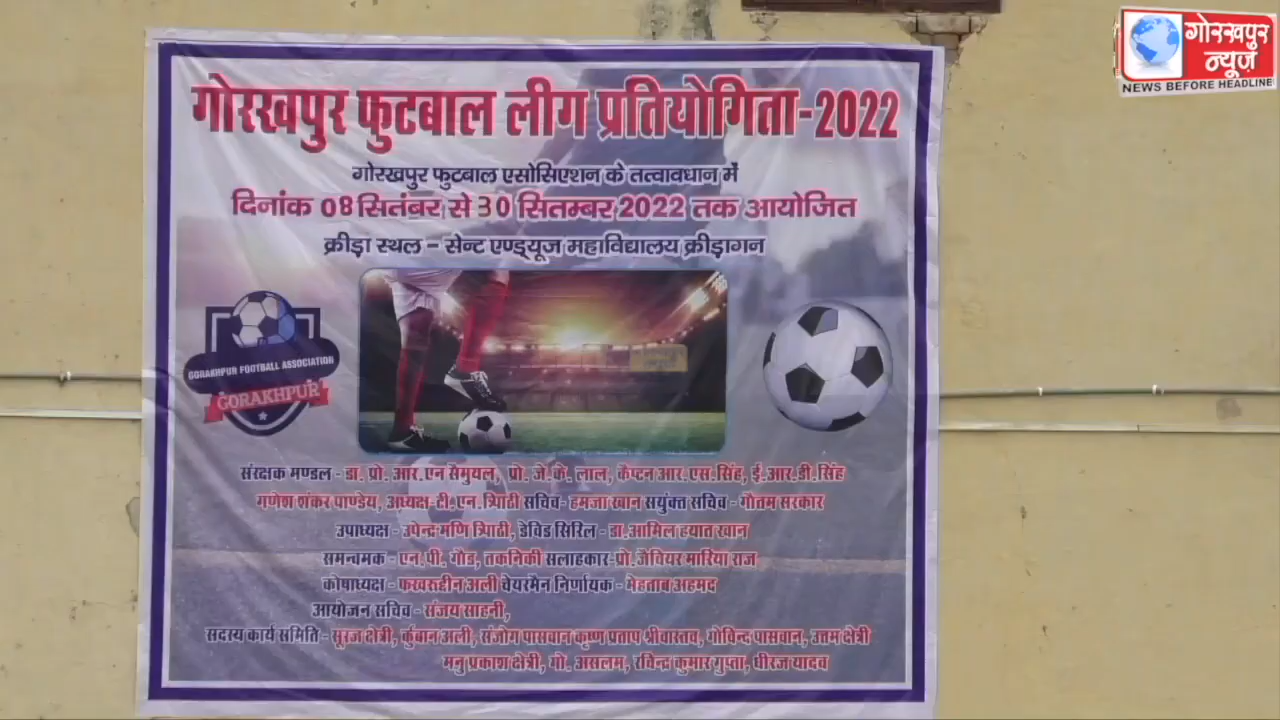 गोरखपुर
न्यूज़
NEWS BEFORE HEADLINE
गोरखपुर फुटबाल लीग प्रतियोगिता-2022
गोरखपुर फुटबाल एसोसिएशन के तत्वावधान में
दिनांक 08 सितंबर से 30 सितम्बर 2022 तक आयोजित
क्रीड़ा स्थल - सेन्ट एण्ड्रयूज महाविद्यालय क्रीड़ागन
GORAKHPUR FOOTBALL ASSOCIATION
GORAKHPUR
संरक्षक मण्डल - डा. प्रो. आर.एन सैमुयल, प्रो. जे.के. लाल, कैप्टन आर.एस.सिंह, ई.आर.डी.सिंह
गणेश शंकर पाण्डेय, अध्यक्ष-टी.एन.त्रिपाठी सचिव- हमजा खान सयुंक्त सचिव - गौतम सरकार
उपाध्यक्ष - उपेन्द्र मणि त्रिपाठी, डेविड सिरिल - डा.आमिल हयात खान
समन्वमक - एन.पी. गौड, तकनिकी सलाहकार-प्रो.जैवियर मारिया राज
कोषाध्यक्ष - फखरुद्दीन अली चेयरमैन निर्णायक - मेहताब अहमद
आयोजन सचिव - संजय साहनी,
सदस्य कार्य समिति - सूरज क्षेत्री, कुंबान अली, संजोग पासवान कृष्ण प्रताप श्रीवास्तव, गोविन्द पासवान, उत्तम क्षेत्री
मनु प्रकाश क्षेत्री, मो. असलम, रविन्द्र कुमार गुप्ता, धीरज यादव